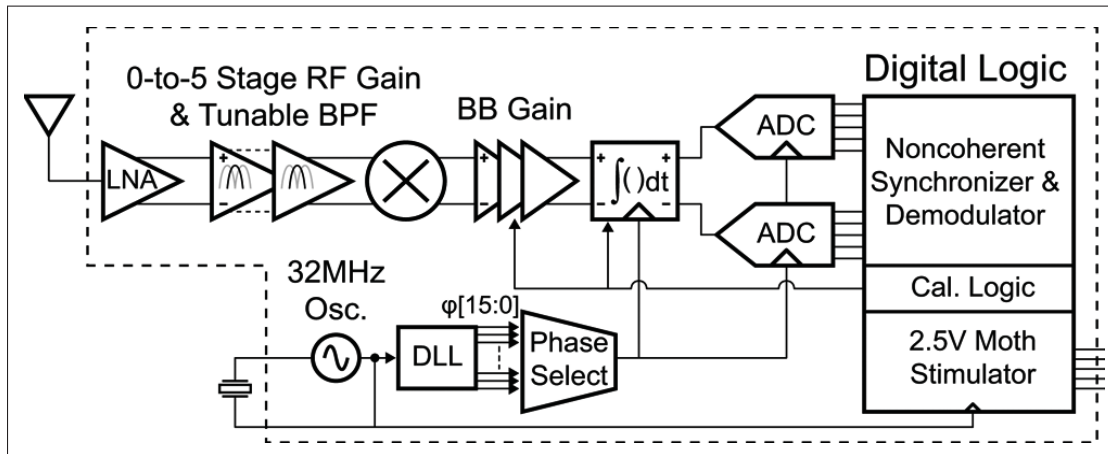 0-to-5 Stage RF Gain
& Tunable BPF
BB Gain
Digital Logic
LNA
+
-
+
-
∫()dt
+
-
+
-
ADC
ADC
Noncoherent
Synchronizer &
Demodulator
Cal. Logic
2.5V Moth
Stimulator
32MHz
Osc.
φ[15:0]
DLL
Phase
Select